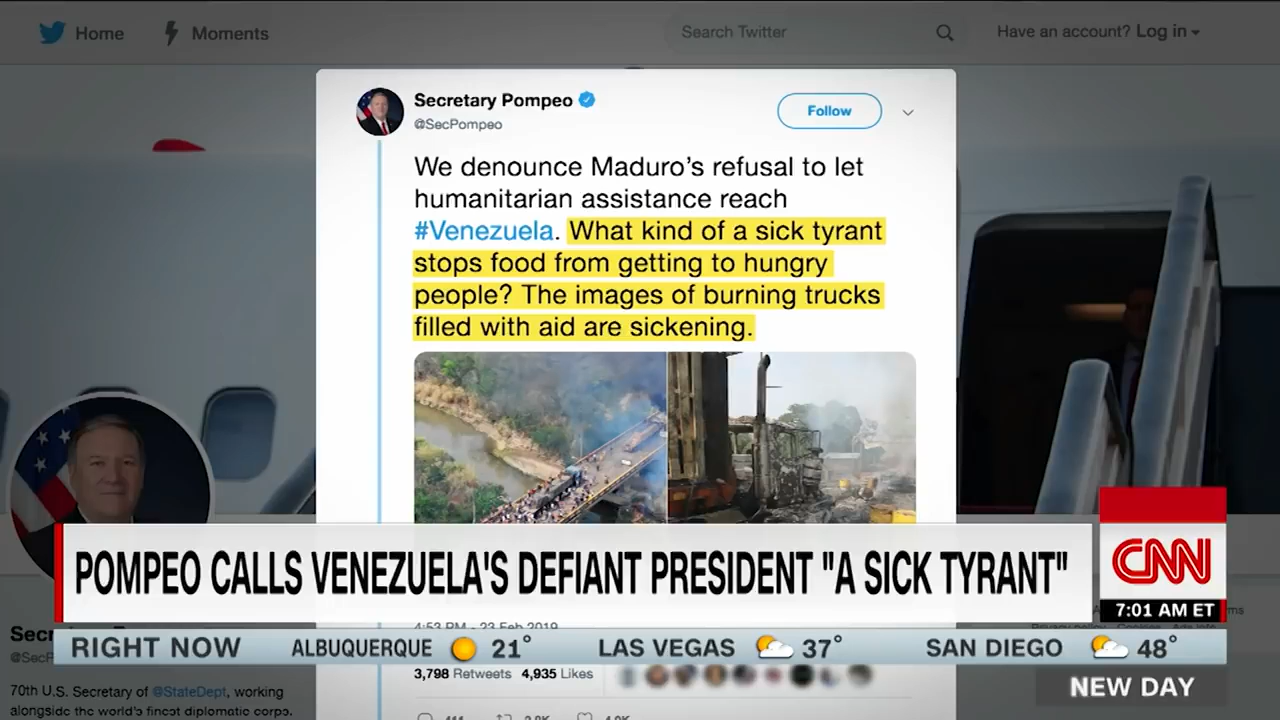 Home
Moments
Search Twitter
Have an account? Log in
Secretary Pompeo
@SecPompeo
Follow
We denounce Maduro's refusal to let
humanitarian assistance reach
#Venezuela. What kind of a sick tyrant
stops food from getting to hungry
people? The images of burning trucks
filled with aid are sickening.
POMPEO CALLS VENEZUELA'S DEFIANT PRESIDENT "A SICK TYRANT"
CNN
7:01 AM ET
4:53 PM - 23 Feb 2019
RIGHT NOW ALBUQUERQUE 21° LAS VEGAS 37° SAN DIEGO 48°
3,798 Retweets 4,935 Likes
70th U.S. Secretary of @StateDept, working
alongside the world's finest diplomatic corps.
NEW DAY